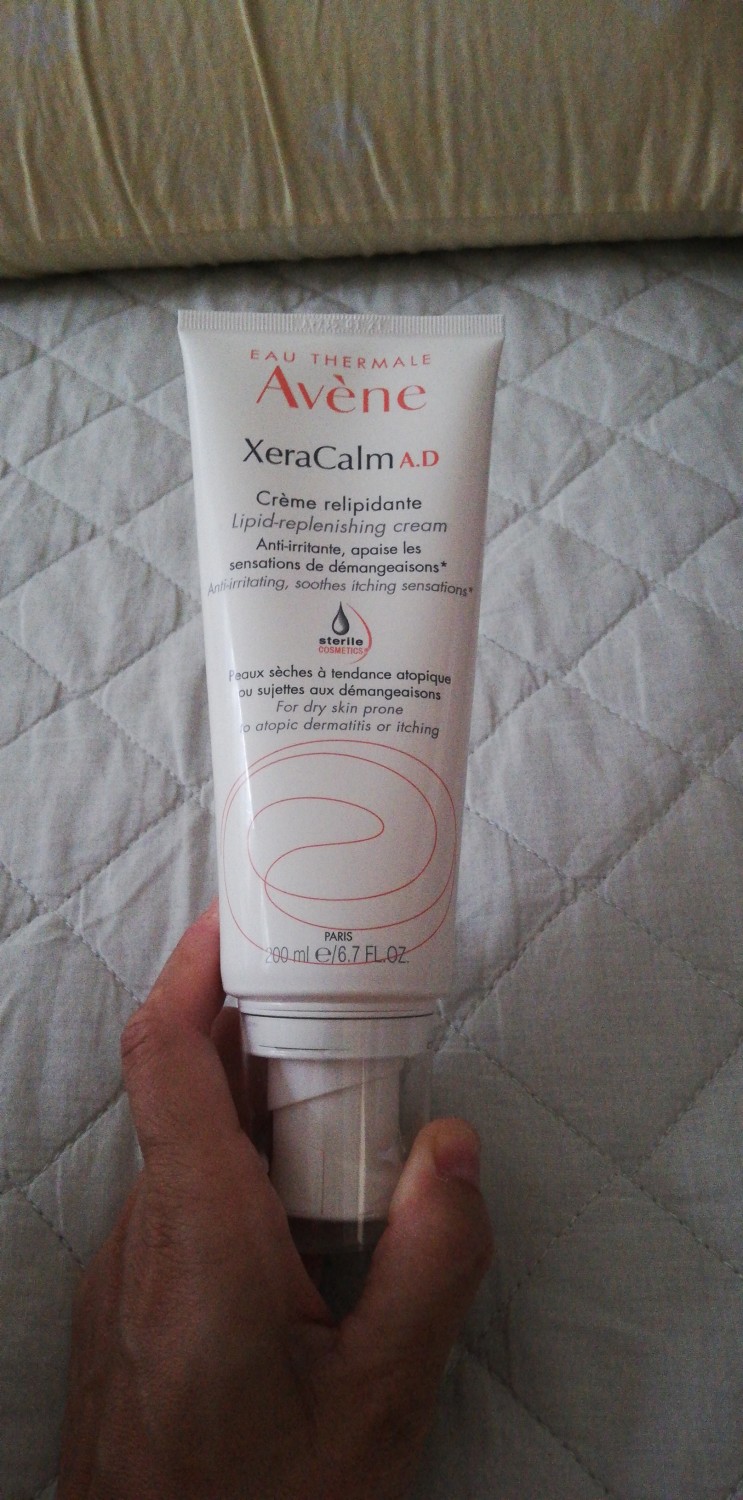 EAU THERMALE
Avène
XeraCalm A.D
Crème relipidante
Lipid-replenishing cream
Anti-irritante, apaise les
sensations de démangeaisons*
Anti-irritating, soothes itching sensations*
sterile
COSMETICS®
Peaux sèches à tendance atopique
ou sujettes aux démangeaisons
For dry skin prone
to atopic dermatitis or itching
PARIS
200 ml ℮/6.7 FL.OZ.